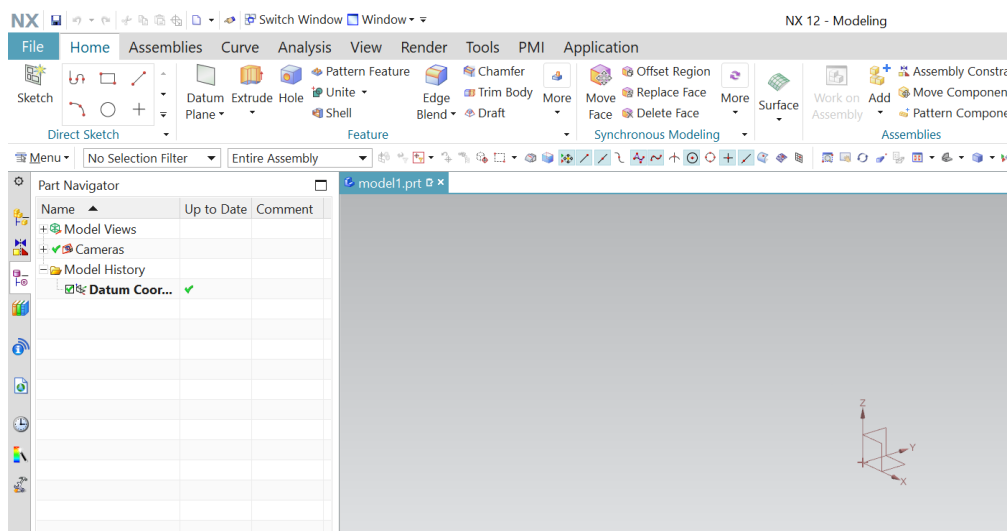 NX Switch Window Window NX 12 - Modeling
File Home Assemblies Curve Analysis View Render Tools PMI Application
Sketch
Direct Sketch
Datum Plane Extrude Hole Pattern Feature Unite Shell Edge Blend Chamfer Trim Body Draft More
Feature
Move Face Offset Region Replace Face Delete Face More
Synchronous Modeling
Surface
Work on Assembly Add Assembly Constra Move Componen Pattern Compone
Assemblies
Menu No Selection Filter Entire Assembly
Part Navigator
model1.prt
Name Up to Date Comment
Model Views
Cameras
Model History
Datum Coor...
Z
Y
X